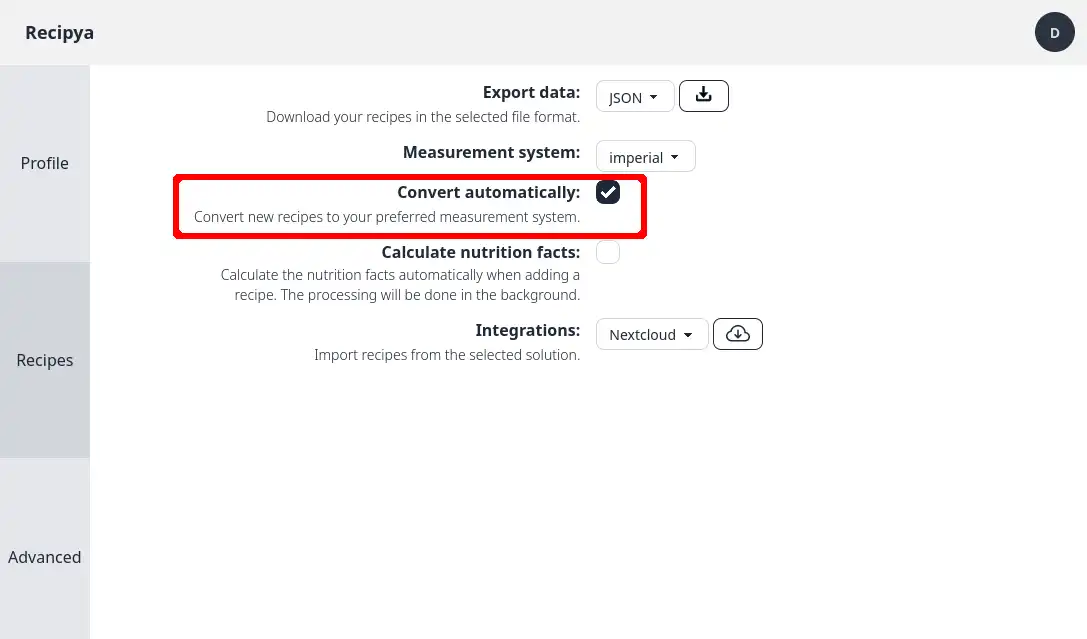 Recipya
D
Profile
Recipes
Advanced
Export data:
JSON
Download your recipes in the selected file format.
Measurement system:
imperial
Convert automatically:
Convert new recipes to your preferred measurement system.
Calculate nutrition facts:
Calculate the nutrition facts automatically when adding a
recipe. The processing will be done in the background.
Integrations:
Nextcloud
Import recipes from the selected solution.